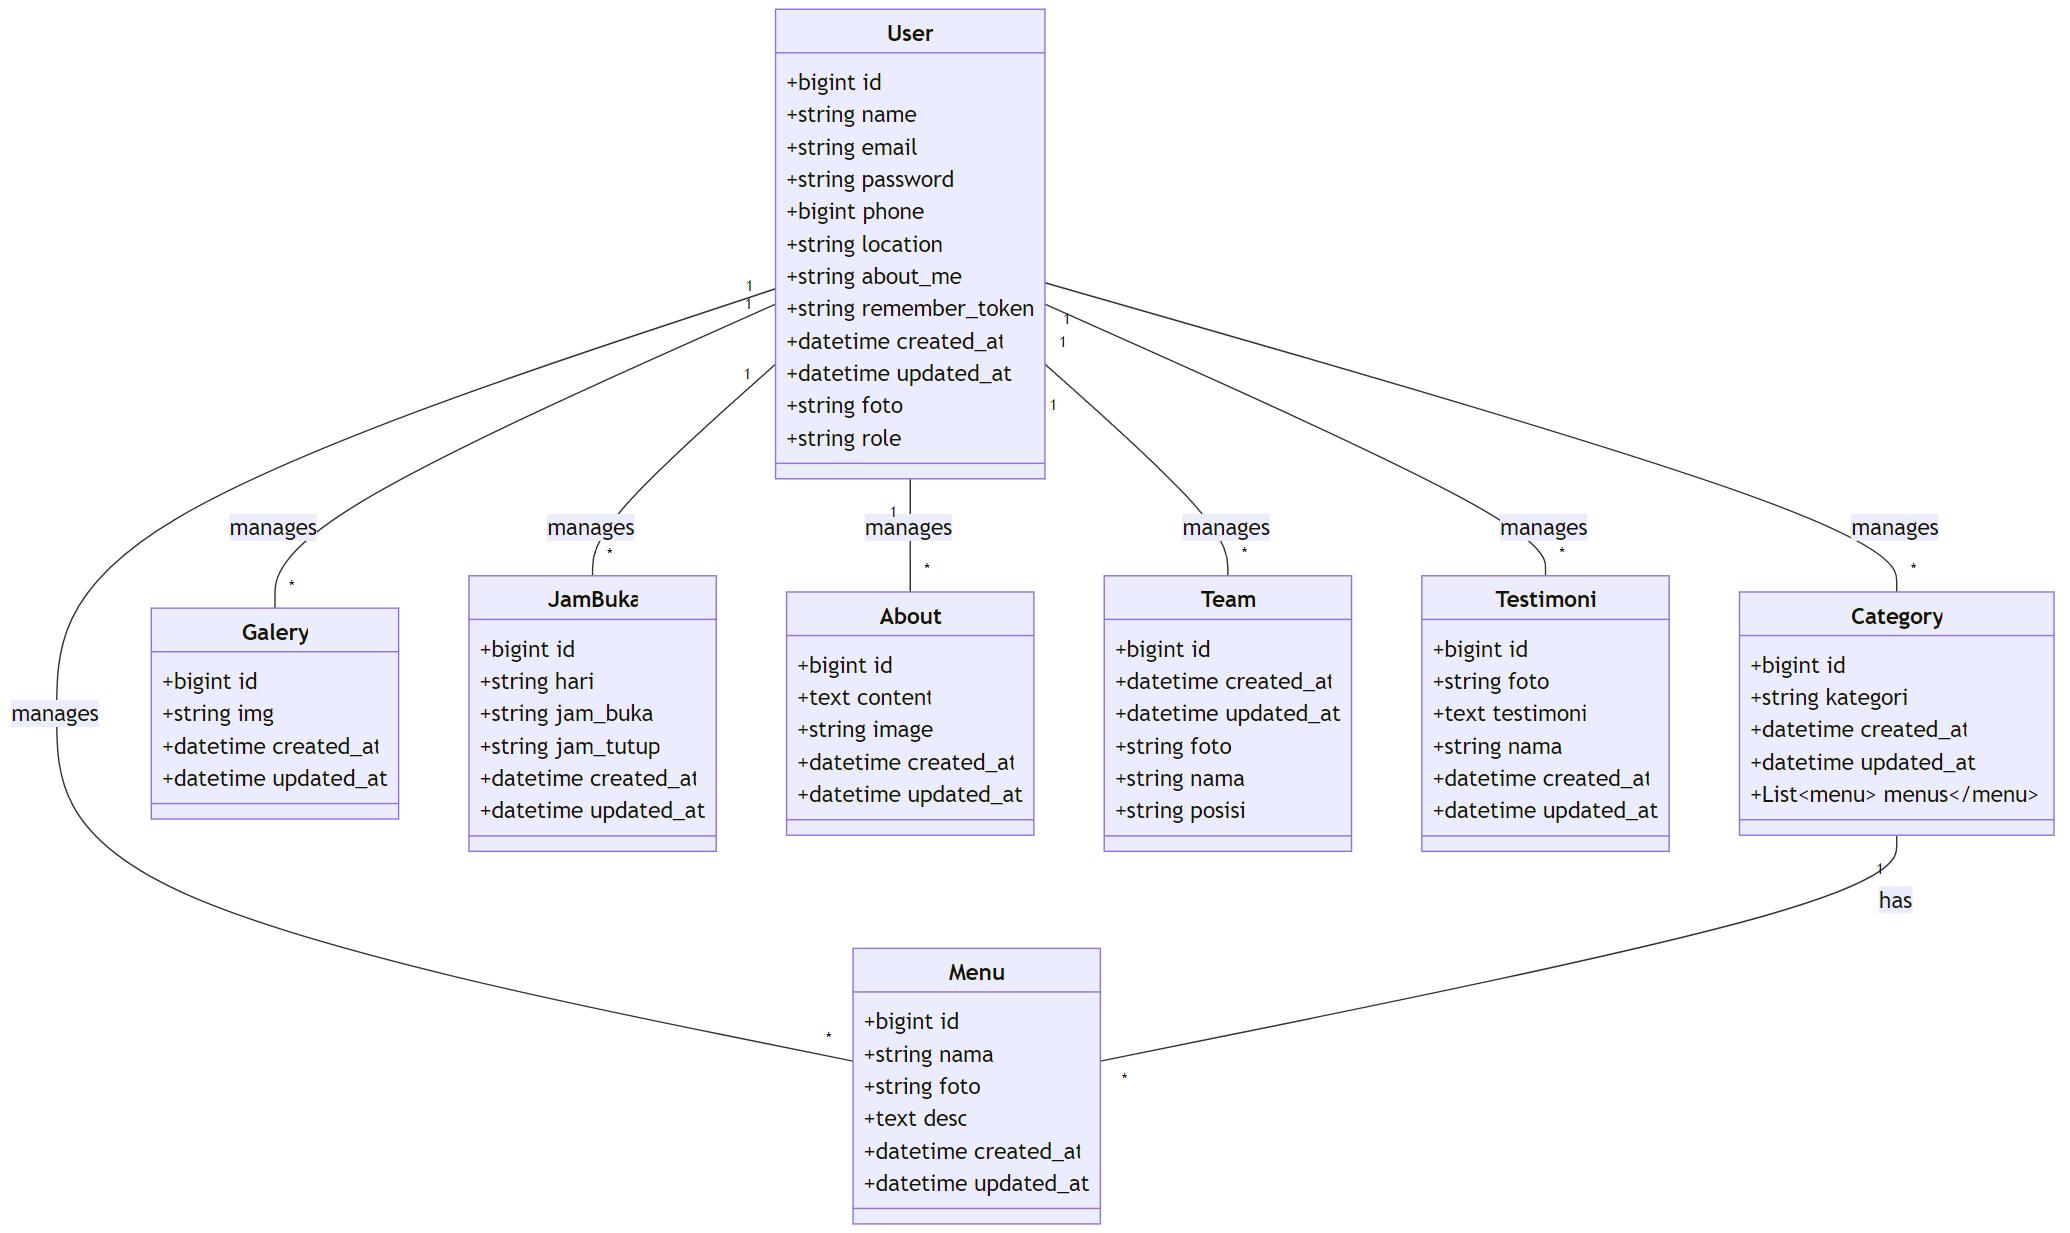 User
+bigint id
+string name
+string email
+string password
+bigint phone
+string location
+string about_me
+string remember_token
+datetime created_at
+datetime updated_at
+string foto
+string role
1
1
1
1
1
1
1
manages
manages
manages
manages
manages
manages
manages
*
*
*
*
*
*
Galery
+bigint id
+string img
+datetime created_at
+datetime updated_at
JamBuka
+bigint id
+string hari
+string jam_buka
+string jam_tutup
+datetime created_at
+datetime updated_at
About
+bigint id
+text content
+string image
+datetime created_at
+datetime updated_at
Team
+bigint id
+datetime created_at
+datetime updated_at
+string foto
+string nama
+string posisi
Testimoni
+bigint id
+string foto
+text testimoni
+string nama
+datetime created_at
+datetime updated_at
Category
+bigint id
+string kategori
+datetime created_at
+datetime updated_at
+List<menu> menus</menu>
1
has
*
*
Menu
+bigint id
+string nama
+string foto
+text desc
+datetime created_at
+datetime updated_at